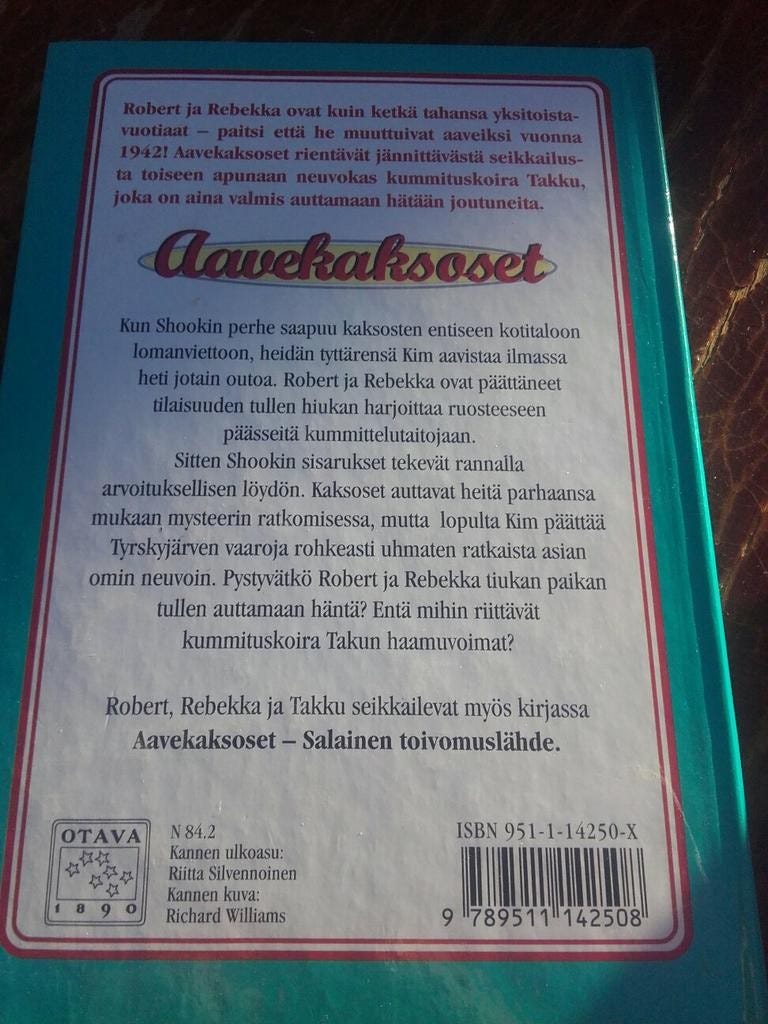 Robert ja Rebekka ovat kuin ketkä tahansa yksitoista-
vuotiaat – paitsi että he muuttuivat aaveiksi vuonna
1942! Aavekaksoset rientävät jännittävästä seikkailus-
ta toiseen apunaan neuvokas kummituskoira Takku,
joka on aina valmis auttamaan hätään joutuneita.
Aavekaksoset
Kun Shookin perhe saapuu kaksosten entiseen kotitaloon
lomanviettoon, heidän tyttärensä Kim aavistaa ilmassa
heti jotain outoa. Robert ja Rebekka ovat päättäneet
tilaisuuden tullen hiukan harjoittaa ruosteeseen
päässeitä kummittelutaitojaan.
Sitten Shookin sisarukset tekevät rannalla
arvoituksellisen löydön. Kaksoset auttavat heitä parhaansa
mukaan mysteerin ratkomisessa, mutta lopulta Kim päättää
Tyrskyjärven vaaroja rohkeasti uhmaten ratkaista asian
omin neuvoin. Pystyvätkö Robert ja Rebekka tiukan paikan
tullen auttamaan häntä? Entä mihin riittävät
kummituskoira Takun haamuvoimat?
Robert, Rebekka ja Takku seikkailevat myös kirjassa
Aavekaksoset – Salainen toivomuslähde.
OTAVA
1890
N 84.2
Kannen ulkoasu:
Riitta Silvennoinen
Kannen kuva:
Richard Williams
ISBN 951-1-14250-X
9 789511 142508